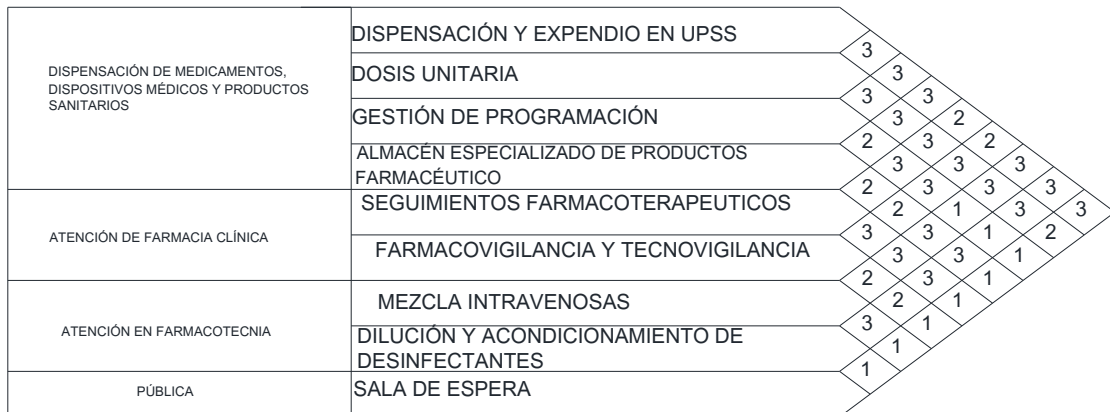 DISPENSACIÓN DE MEDICAMENTOS,
DISPOSITIVOS MÉDICOS Y PRODUCTOS
SANITARIOS
DISPENSACIÓN Y EXPENDIO EN UPSS
DOSIS UNITARIA
GESTIÓN DE PROGRAMACIÓN
ALMACÉN ESPECIALIZADO DE PRODUCTOS
FARMACÉUTICO
ATENCIÓN DE FARMACIA CLÍNICA
SEGUIMIENTOS FARMACOTERAPEUTICOS
FARMACOVIGILANCIA Y TECNOVIGILANCIA
ATENCIÓN EN FARMACOTECNIA
MEZCLA INTRAVENOSAS
DILUCIÓN Y ACONDICIONAMIENTO DE
DESINFECTANTES
PÚBLICA
SALA DE ESPERA
3
3
3 3
3 2
2 3 2
3 3 3
2 3 3 3
2 1 3 3
3 3 1 2
3 3 1
2 3 1
2 1
3 1
1
1